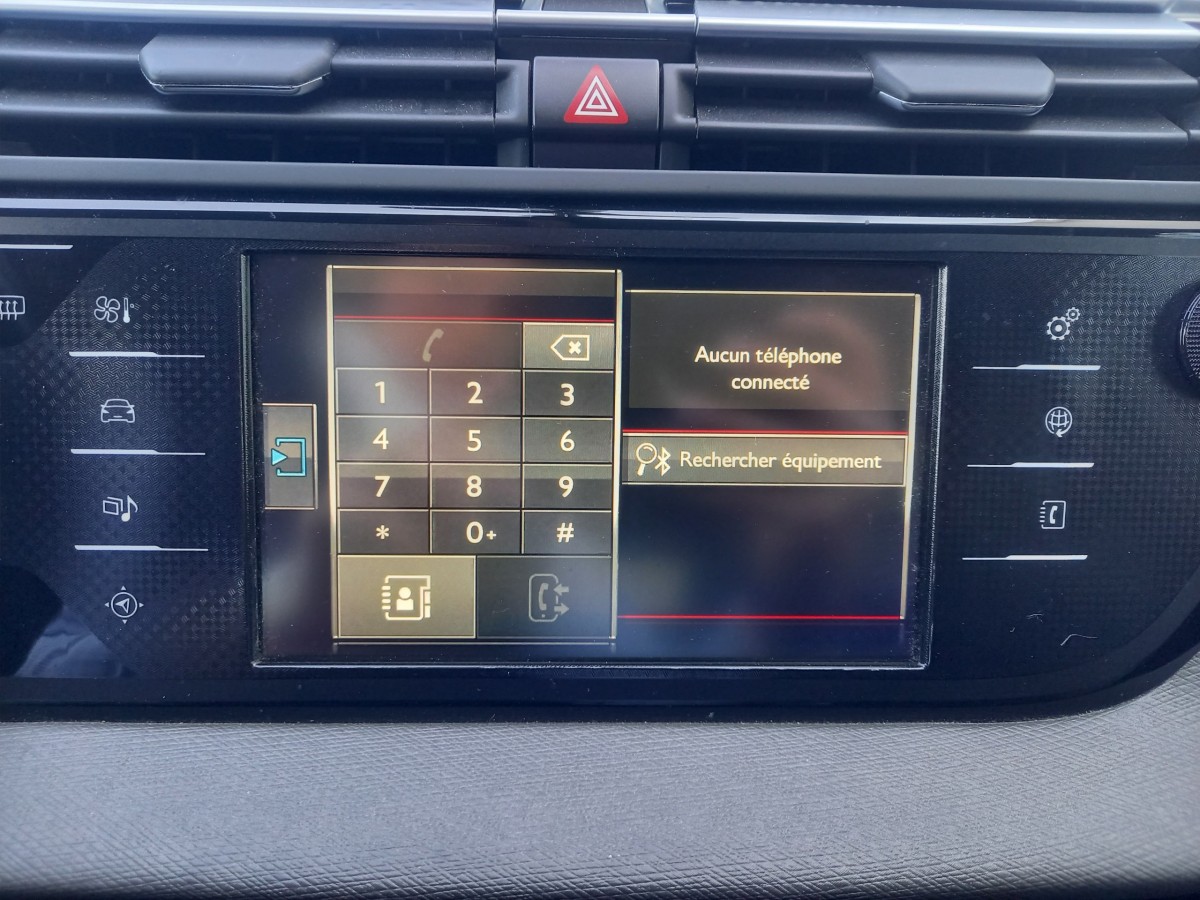 1 2 3
4 5 6
7 8 9
* 0+ #
Aucun téléphone
connecté
Rechercher équipement